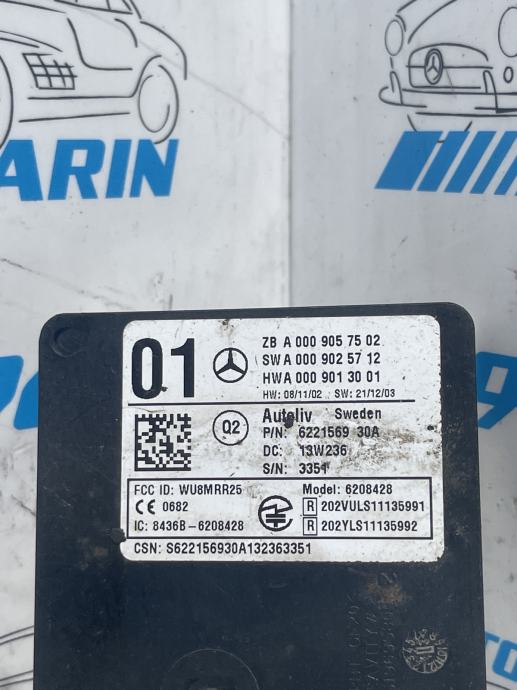 ARIN
01
ZB A 000 905 75 02
SW A 000 902 57 12
HW A 000 901 30 01
HW: 08/11/02 SW: 21/12/03
Q2
Autoliv Sweden
P/N: 6221569 30A
DC: 13W236
S/N: 3351
FCC ID: WU8MRR25
Model: 6208428
CE 0682
R 202VULS11135991
IC: 8436B-6208428
R 202YLS11135992
CSN: S622156930A132363351